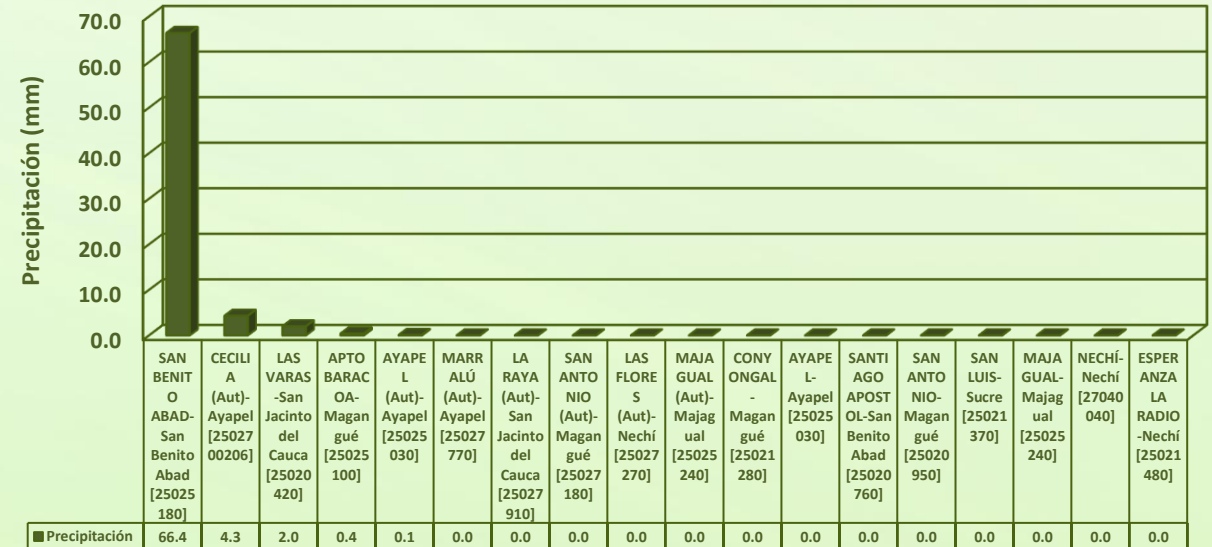 Precipitación (mm)
70.0
60.0
50.0
40.0
30.0
20.0
10.0
0.0
SAN
BENIT
O
ABAD-
San
Benito
Abad
[25025
180]
CECILI
A
(Aut)-
Ayapel
[25027
00206]
LAS
VARAS
-San
Jacinto
del
Cauca
[25020
420]
APTO
BARAC
OA-
Magan
gué
[25025
100]
AYAPE
L
(Aut)-
Ayapel
[25025
030]
MARR
ALÚ
(Aut)-
Ayapel
[25027
770]
LA
RAYA
(Aut)-
San
Jacinto
del
Cauca
[25027
910]
SAN
ANTO
NIO
(Aut)-
Magan
gué
[25027
180]
LAS
FLORE
S
(Aut)-
Nechí
[25027
270]
MAJA
GUAL
(Aut)-
Majag
ual
[25025
240]
CONY
ONGAL
-
Magan
gué
[25021
280]
AYAPE
L-
Ayapel
[25025
030]
SANTI
AGO
APOST
OL-San
Benito
Abad
[25020
760]
SAN
ANTO
NIO-
Magan
gué
[25020
950]
SAN
LUIS-
Sucre
[25021
370]
MAJA
GUAL-
Majag
ual
[25025
240]
NECHÍ-
Nechí
[27040
040]
ESPER
ANZA
LA
RADIO
-Nechí
[25021
480]
Precipitación 66.4 4.3 2.0 0.4 0.1 0.0 0.0 0.0 0.0 0.0 0.0 0.0 0.0 0.0 0.0 0.0 0.0 0.0